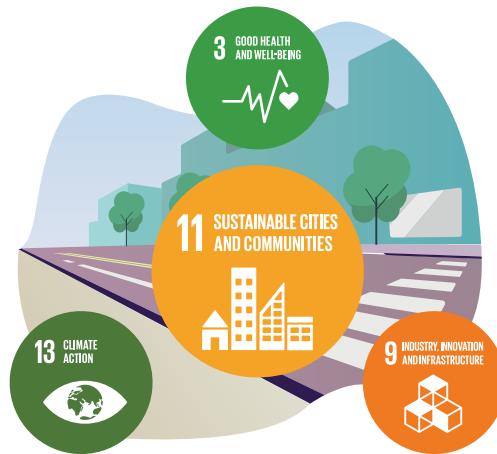 3 GOOD HEALTH
AND WELL-BEING
11 SUSTAINABLE CITIES
AND COMMUNITIES
13 CLIMATE
ACTION
9 INDUSTRY, INNOVATION
AND INFRASTRUCTURE